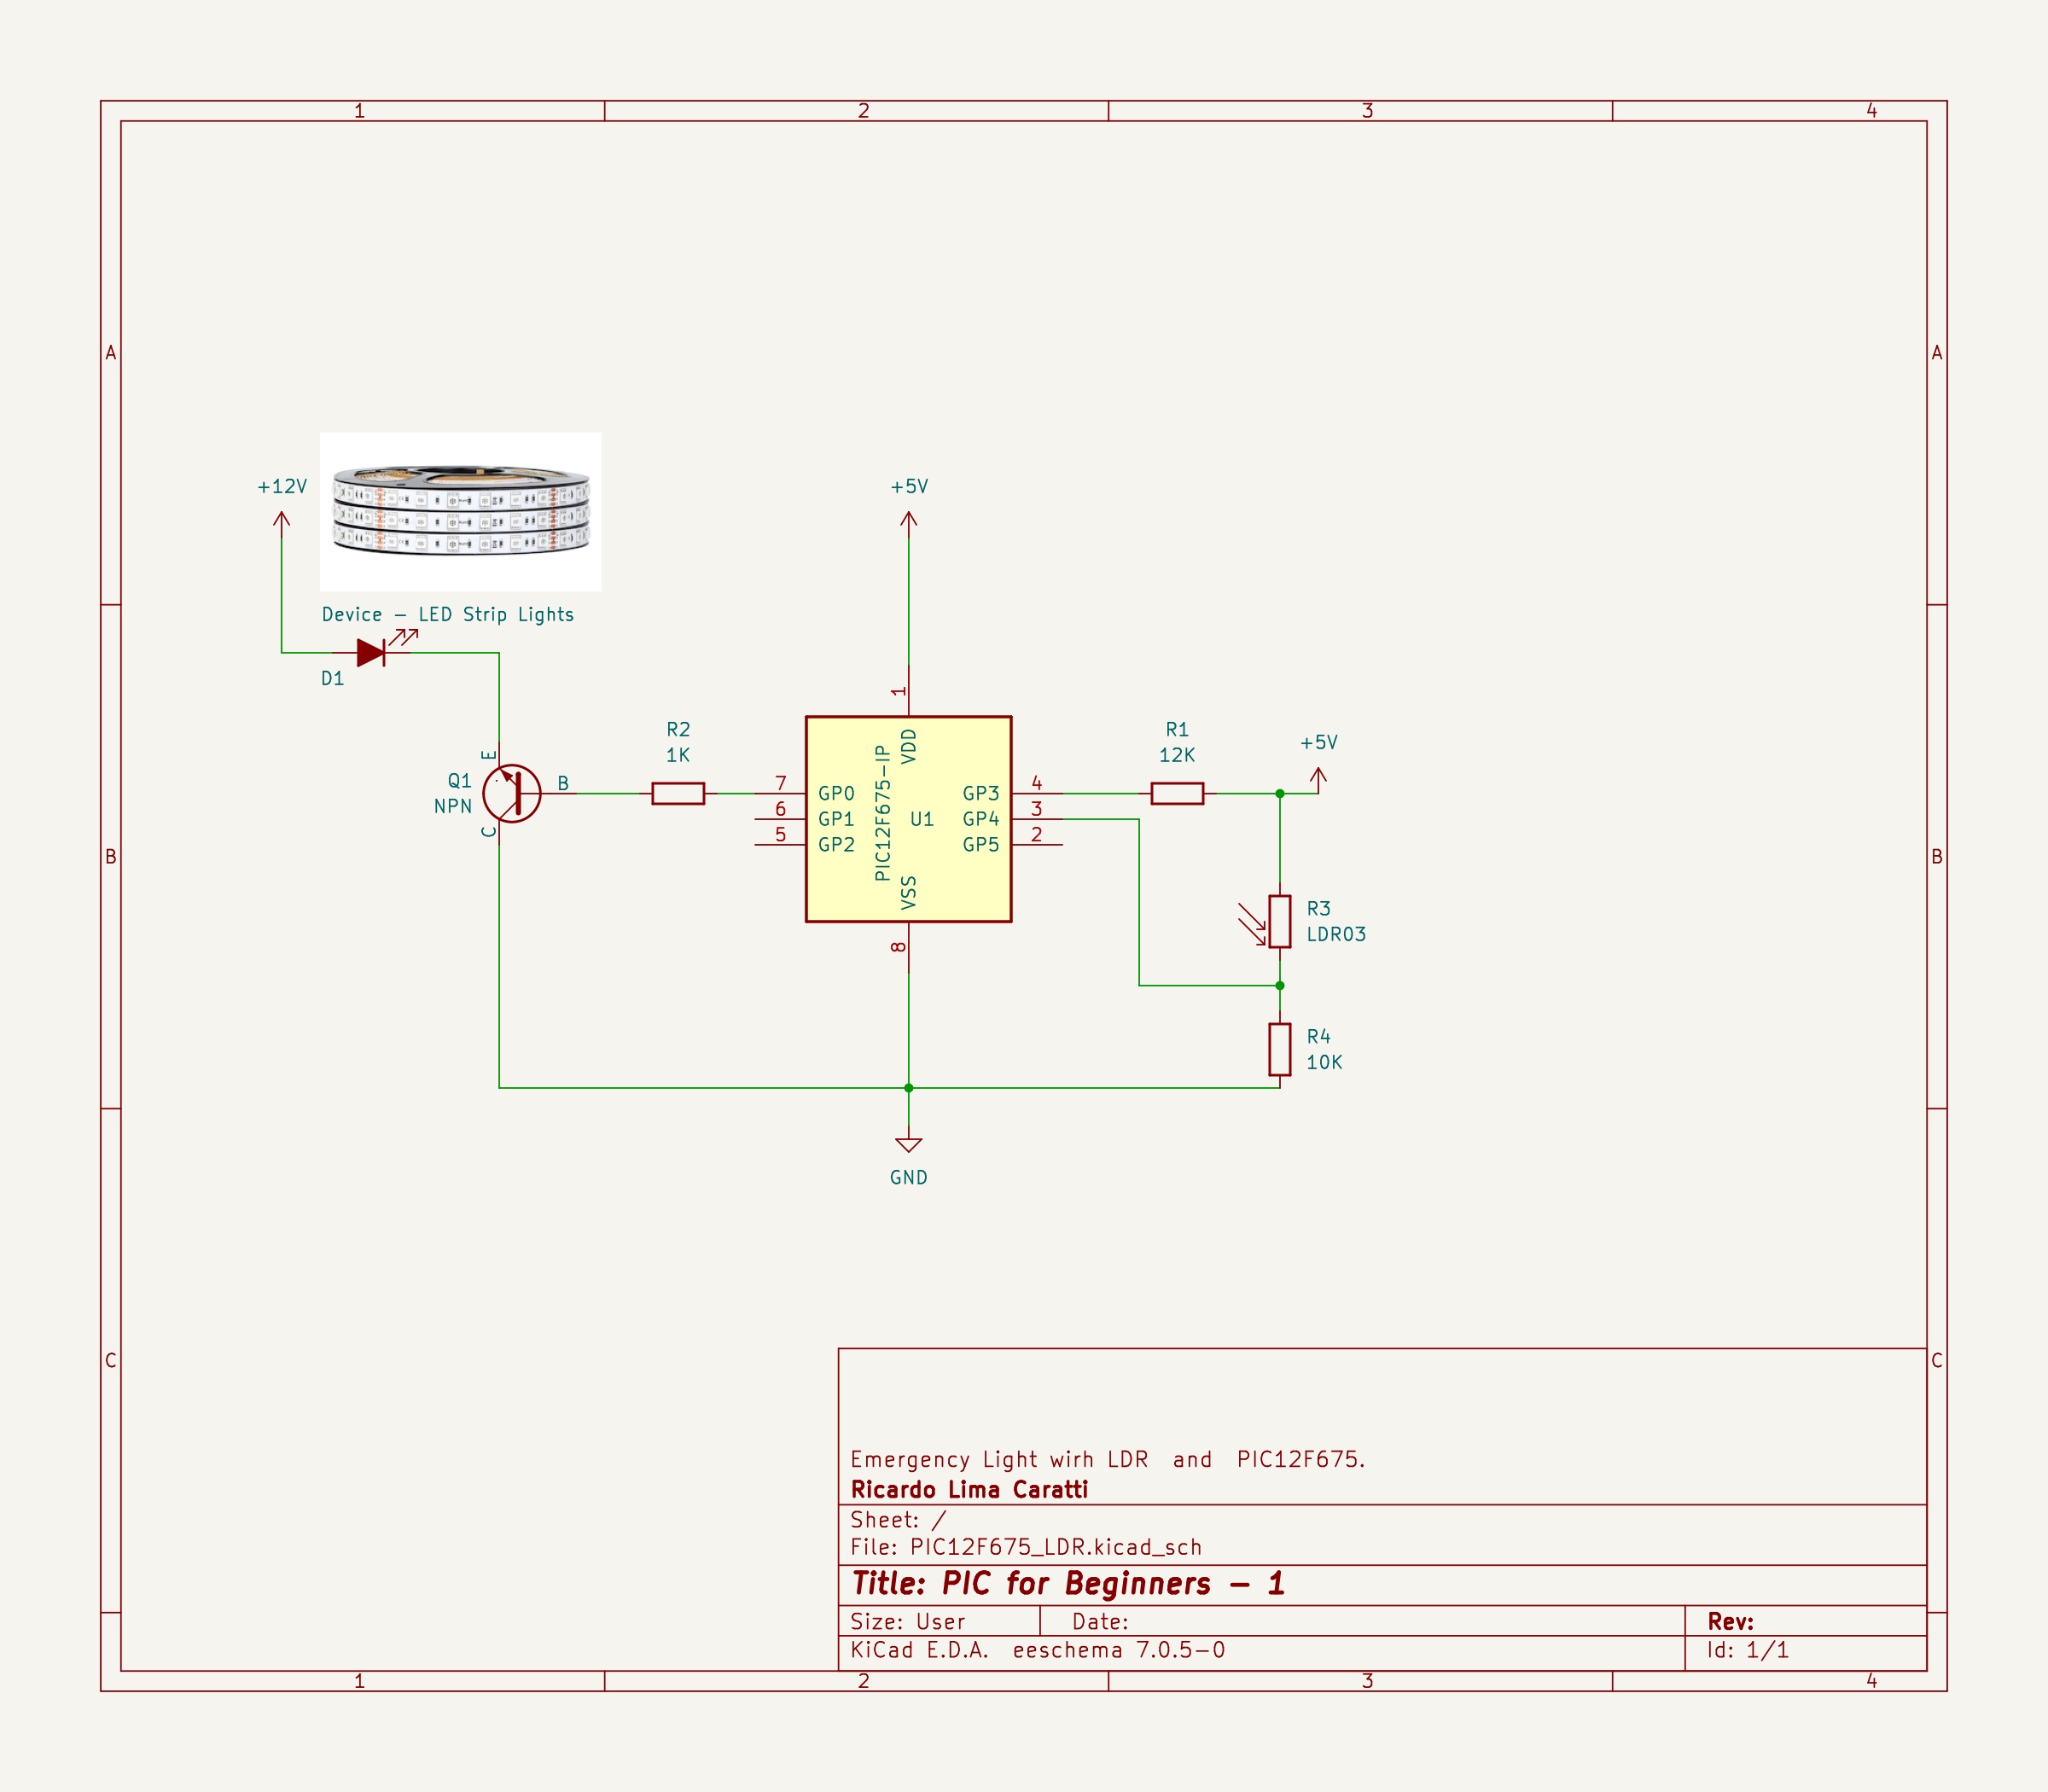 1 2 3 4
A A
+12V
+5V
Device - LED Strip Lights
D1
1
R2
1K
R1
12K
+5V
E
Q1
NPN
B
C
VDD
PIC12F675-IP
U1
VSS
7 GP0
6 GP1
5 GP2
GP3 4
GP4 3
GP5 2
B B
8
R3
LDR03
R4
10K
GND
C C
Emergency Light wirh LDR and PIC12F675.
Ricardo Lima Caratti
Sheet: /
File: PIC12F675_LDR.kicad_sch
Title: PIC for Beginners - 1
Size: User Date: Rev:
KiCad E.D.A. eeschema 7.0.5-0 Id: 1/1
1 2 3 4